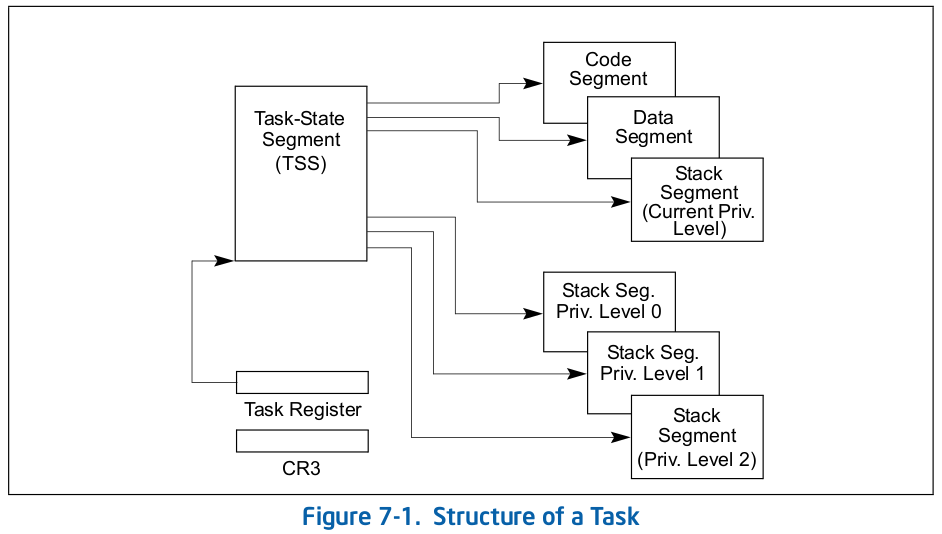 Task-State
Segment
(TSS)
Code
Segment
Data
Segment
Stack
Segment
(Current Priv.
Level)
Stack Seg.
Priv. Level 0
Stack Seg.
Priv. Level 1
Stack
Segment
(Priv. Level 2)
Task Register
CR3
Figure 7-1. Structure of a Task